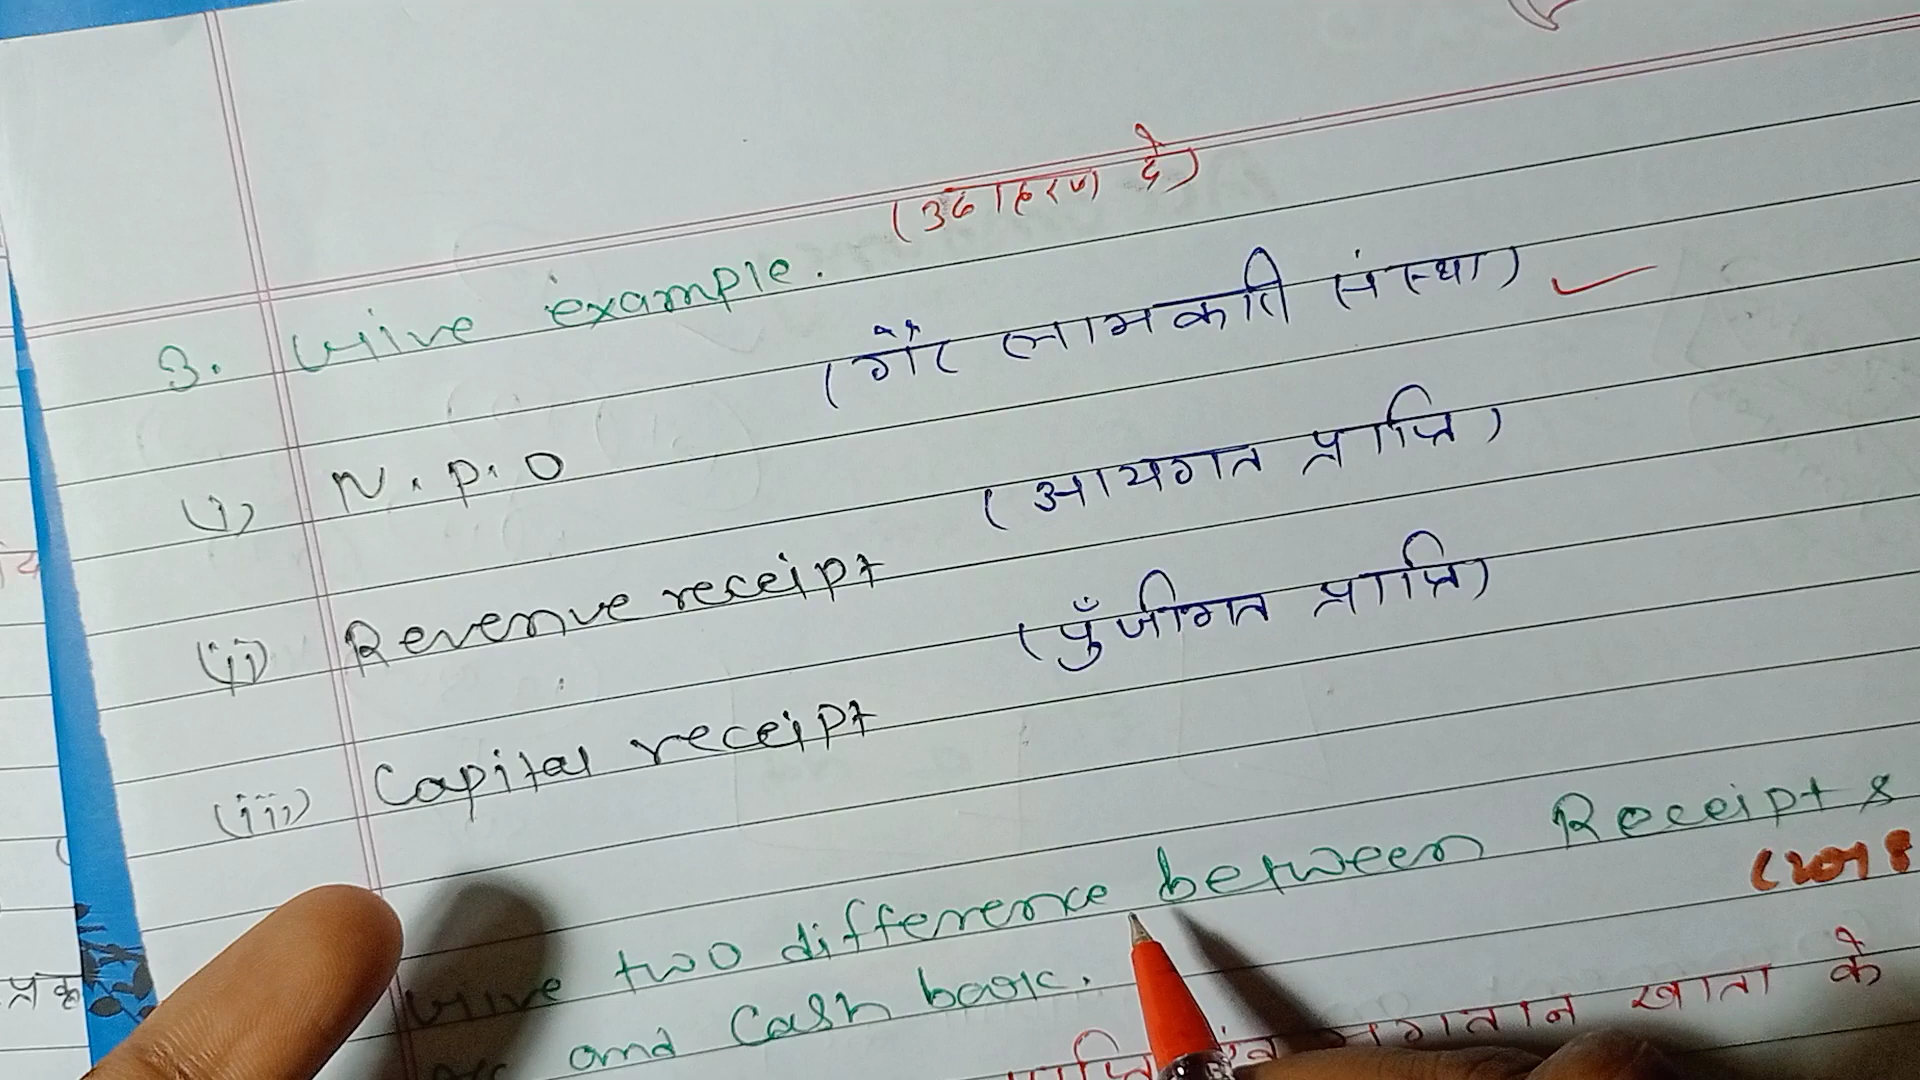 (उदाहरण दे)
3. Give example.
(i) N.P.O (गैर लाभकारी संस्था)
(ii) Revenue receipt (आयगत प्राप्ति)
(iii) Capital receipt (पुँजीगत प्राप्ति)
Give two difference between Receipt &
(2018
and Cash book.
खाता के